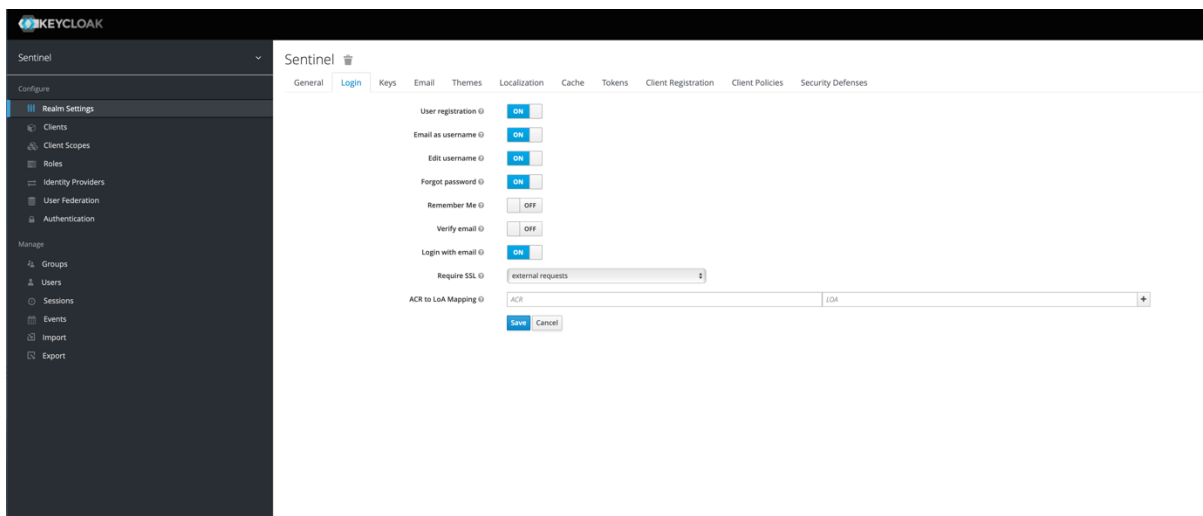 KEYCLOAK
Sentinel
Configure
Realm Settings
Clients
Client Scopes
Roles
Identity Providers
User Federation
Authentication
Manage
Groups
Users
Sessions
Events
Import
Export
Sentinel
General Login Keys Email Themes Localization Cache Tokens Client Registration Client Policies Security Defenses
User registration ON
Email as username ON
Edit username ON
Forgot password ON
Remember Me OFF
Verify email OFF
Login with email ON
Require SSL external requests
ACR to LoA Mapping ACR LOA +
Save Cancel